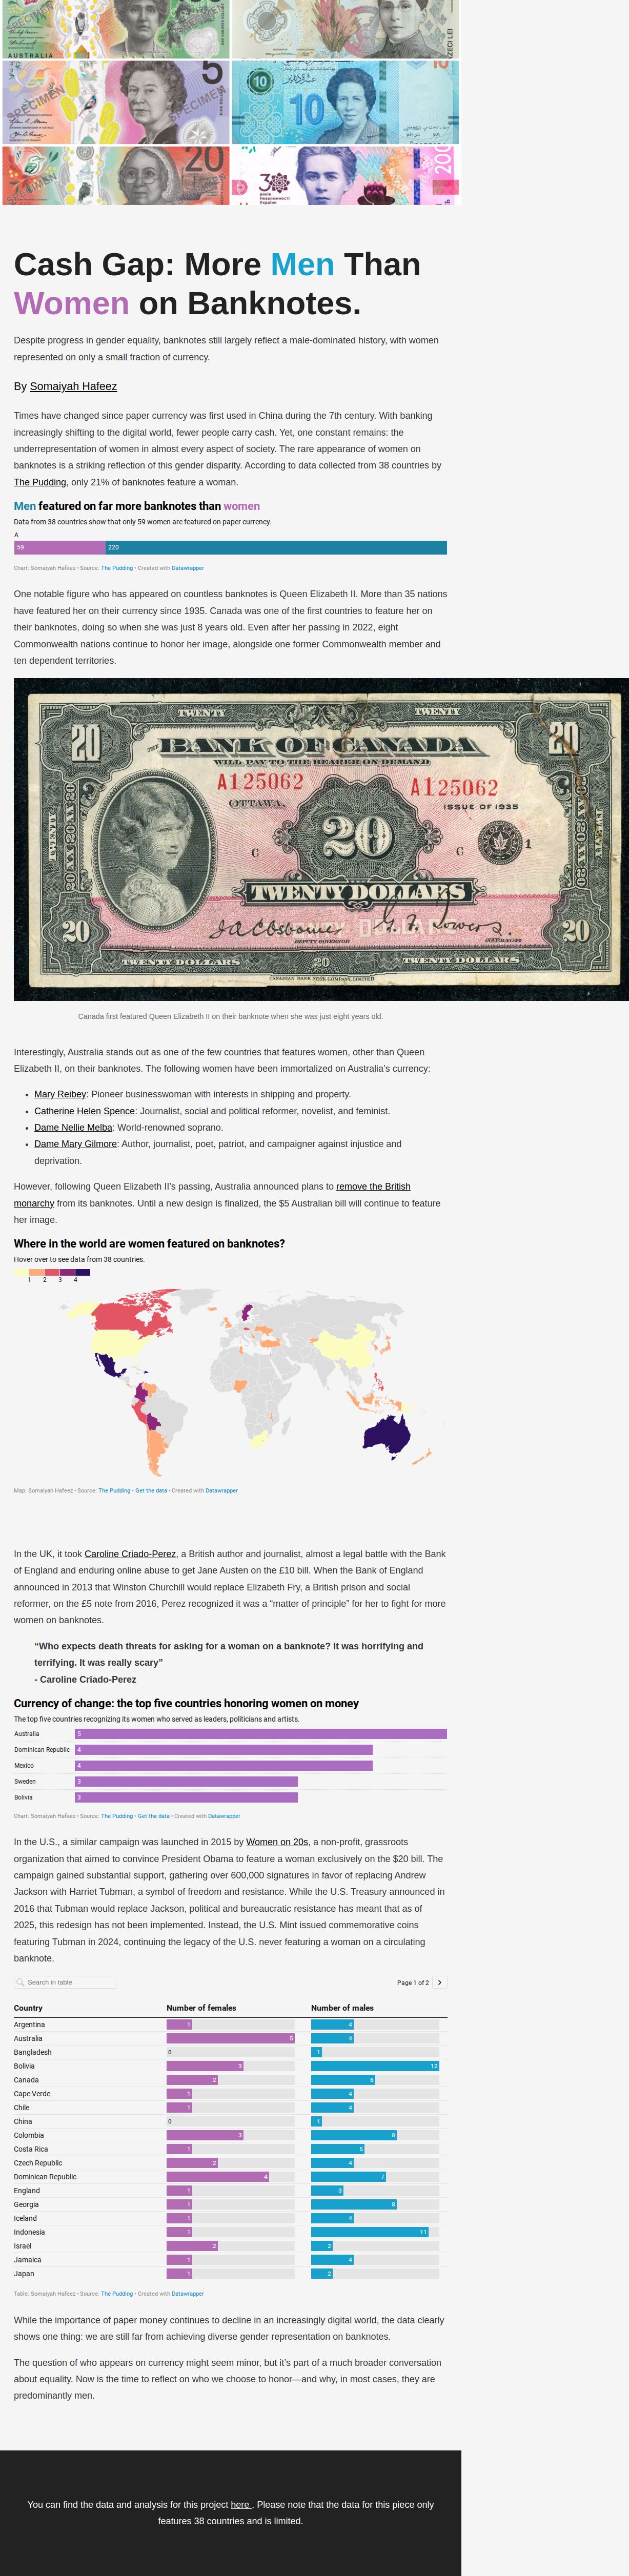 SPECIMEN
AUSTRALIA
ZECI LEI
SPECIMEN
5
SPECIMEN
10
10
20
SPECIMEN
30
років
Незалежності
України
200
Cash Gap: More Men Than
Women on Banknotes.
Despite progress in gender equality, banknotes still largely reflect a male-dominated history, with women
represented on only a small fraction of currency.
By Somaiyah Hafeez
Times have changed since paper currency was first used in China during the 7th century. With banking
increasingly shifting to the digital world, fewer people carry cash. Yet, one constant remains: the
underrepresentation of women in almost every aspect of society. The rare appearance of women on
banknotes is a striking reflection of this gender disparity. According to data collected from 38 countries by
The Pudding, only 21% of banknotes feature a woman.
Men featured on far more banknotes than women
Data from 38 countries show that only 59 women are featured on paper currency.
A
59 220
Chart: Somaiyah Hafeez • Source: The Pudding • Created with Datawrapper
One notable figure who has appeared on countless banknotes is Queen Elizabeth II. More than 35 nations
have featured her on their currency since 1935. Canada was one of the first countries to feature her on
their banknotes, doing so when she was just 8 years old. Even after her passing in 2022, eight
Commonwealth nations continue to honor her image, alongside one former Commonwealth member and
ten dependent territories.
TWENTY TWENTY
20 20
THE BANK OF CANADA
WILL PAY TO THE BEARER ON DEMAND
A125062 A125062
OTTAWA,
ISSUE OF 1935
TWENTY
20
C C 1
TWENTY DOLLARS
DEPUTY GOVERNOR GOVERNOR
20 20
TWENTY DOLLARS 20 TWENTY DOLLARS
CANADIAN BANK NOTE COMPANY, LIMITED.
Canada first featured Queen Elizabeth II on their banknote when she was just eight years old.
Interestingly, Australia stands out as one of the few countries that features women, other than Queen
Elizabeth II, on their banknotes. The following women have been immortalized on Australia's currency:
• Mary Reibey: Pioneer businesswoman with interests in shipping and property.
• Catherine Helen Spence: Journalist, social and political reformer, novelist, and feminist.
• Dame Nellie Melba: World-renowned soprano.
• Dame Mary Gilmore: Author, journalist, poet, patriot, and campaigner against injustice and
deprivation.
However, following Queen Elizabeth II's passing, Australia announced plans to remove the British
monarchy from its banknotes. Until a new design is finalized, the $5 Australian bill will continue to feature
her image.
Where in the world are women featured on banknotes?
Hover over to see data from 38 countries.
1 2 3 4
Map: Somaiyah Hafeez • Source: The Pudding • Get the data • Created with Datawrapper
In the UK, it took Caroline Criado-Perez, a British author and journalist, almost a legal battle with the Bank
of England and enduring online abuse to get Jane Austen on the £10 bill. When the Bank of England
announced in 2013 that Winston Churchill would replace Elizabeth Fry, a British prison and social
reformer, on the £5 note from 2016, Perez recognized it was a “matter of principle” for her to fight for more
women on banknotes.
“Who expects death threats for asking for a woman on a banknote? It was horrifying and
terrifying. It was really scary”
- Caroline Criado-Perez
Currency of change: the top five countries honoring women on money
The top five countries recognizing its women who served as leaders, politicians and artists.
Australia 5
Dominican Republic 4
Mexico 4
Sweden 3
Bolivia 3
Chart: Somaiyah Hafeez • Source: The Pudding • Get the data • Created with Datawrapper
In the U.S., a similar campaign was launched in 2015 by Women on 20s, a non-profit, grassroots
organization that aimed to convince President Obama to feature a woman exclusively on the $20 bill. The
campaign gained substantial support, gathering over 600,000 signatures in favor of replacing Andrew
Jackson with Harriet Tubman, a symbol of freedom and resistance. While the U.S. Treasury announced in
2016 that Tubman would replace Jackson, political and bureaucratic resistance has meant that as of
2025, this redesign has not been implemented. Instead, the U.S. Mint issued commemorative coins
featuring Tubman in 2024, continuing the legacy of the U.S. never featuring a woman on a circulating
banknote.
Search in table Page 1 of 2
Country Number of females Number of males
Argentina 1 4
Australia 5 4
Bangladesh 0 1
Bolivia 3 12
Canada 2 6
Cape Verde 1 4
Chile 1 4
China 0 1
Colombia 3 8
Costa Rica 1 5
Czech Republic 2 4
Dominican Republic 4 7
England 1 3
Georgia 1 8
Iceland 1 4
Indonesia 1 11
Israel 2 2
Jamaica 1 4
Japan 1 2
Table: Somaiyah Hafeez • Source: The Pudding • Created with Datawrapper
While the importance of paper money continues to decline in an increasingly digital world, the data clearly
shows one thing: we are still far from achieving diverse gender representation on banknotes.
The question of who appears on currency might seem minor, but it's part of a much broader conversation
about equality. Now is the time to reflect on who we choose to honor—and why, in most cases, they are
predominantly men.
You can find the data and analysis for this project here . Please note that the data for this piece only
features 38 countries and is limited.